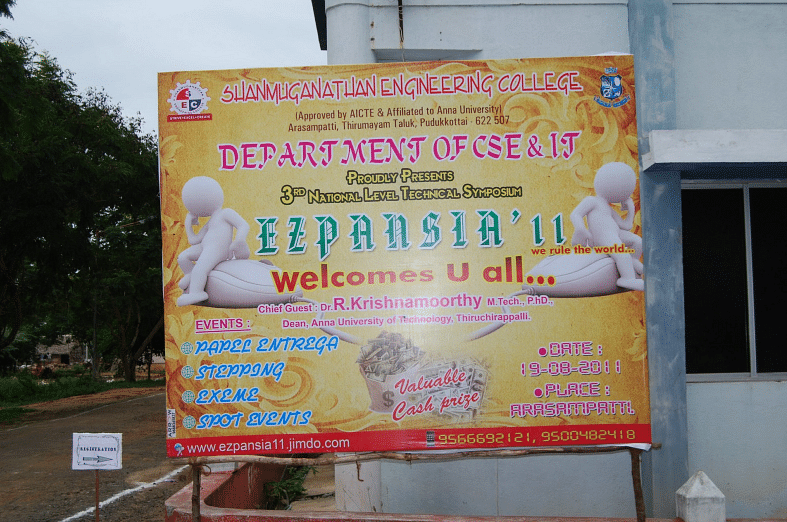 SHANMUGANATHAN ENGINEERING COLLEGE
SEC
(Approved by AICTE & Affiliated to Anna University)
Arasampatti, Thirumayam Taluk, Pudukkottai - 622 507
DEPARTMENT OF CSE & IT
PROUDLY PRESENTS
3RD NATIONAL LEVEL TECHNICAL SYMPOSIUM
EZPANSIA'11
we rule the world...
welcomes U all...
Chief Guest : Dr.R.Krishnamoorthy M.Tech., P.hD.,
Dean, Anna University of Technology, Thiruchirappalli.
EVENTS :
PAPEL ENTREGA
STEPPING
EXEME
SPOT EVENTS
Valuable
Cash prize
DATE :
19-08-2011
PLACE :
ARASAMPATTI.
www.ezpansia11.jimdo.com
9566692121, 9500482418
REGISTRATION